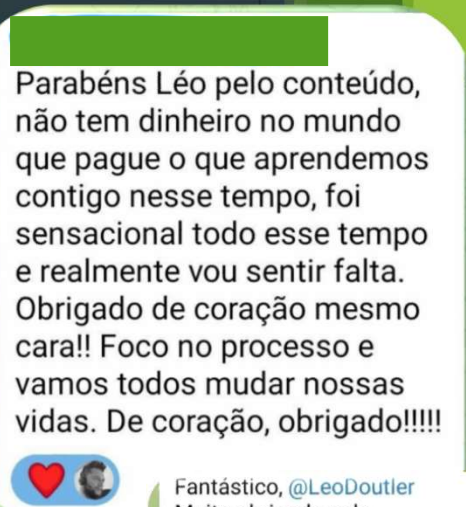 Parabéns Léo pelo conteúdo,
não tem dinheiro no mundo
que pague o que aprendemos
contigo nesse tempo, foi
sensacional todo esse tempo
e realmente vou sentir falta.
Obrigado de coração mesmo
cara!! Foco no processo e
vamos todos mudar nossas
vidas. De coração, obrigado!!!!!
Fantástico, @LeoDoutler